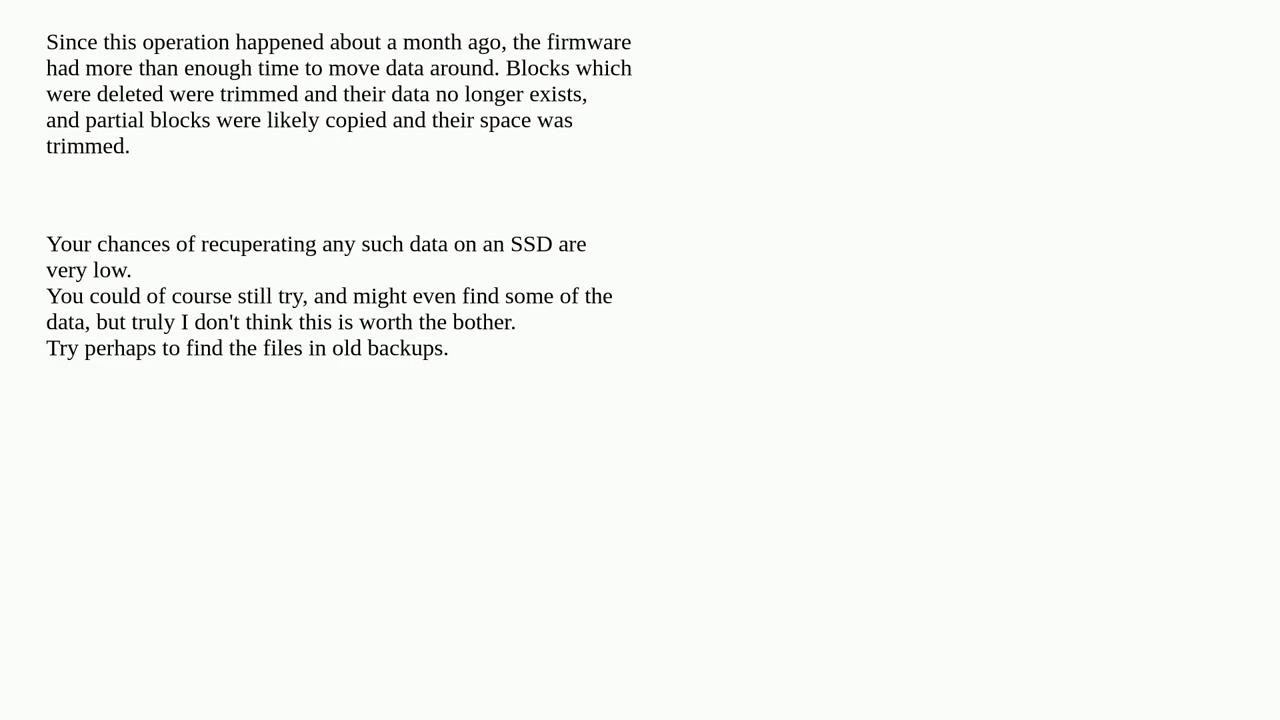 Since this operation happened about a month ago, the firmware
had more than enough time to move data around. Blocks which
were deleted were trimmed and their data no longer exists,
and partial blocks were likely copied and their space was
trimmed.
Your chances of recuperating any such data on an SSD are
very low.
You could of course still try, and might even find some of the
data, but truly I don't think this is worth the bother.
Try perhaps to find the files in old backups.